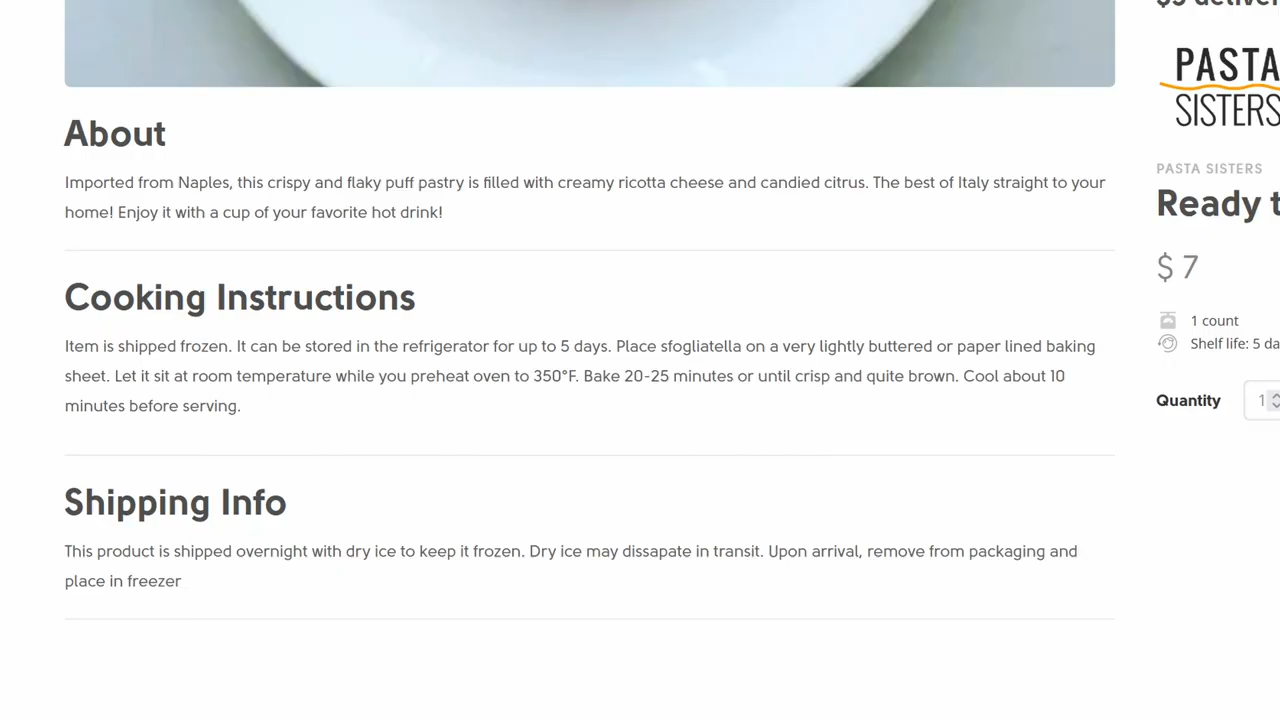 About
Imported from Naples, this crispy and flaky puff pastry is filled with creamy ricotta cheese and candied citrus. The best of Italy straight to your
home! Enjoy it with a cup of your favorite hot drink!
Cooking Instructions
Item is shipped frozen. It can be stored in the refrigerator for up to 5 days. Place sfogliatella on a very lightly buttered or paper lined baking
sheet. Let it sit at room temperature while you preheat oven to 350°F. Bake 20-25 minutes or until crisp and quite brown. Cool about 10
minutes before serving.
Shipping Info
This product is shipped overnight with dry ice to keep it frozen. Dry ice may dissapate in transit. Upon arrival, remove from packaging and
place in freezer
PASTA
SISTERS
PASTA SISTERS
Ready
$ 7
1 count
Shelf life: 5
Quantity
1